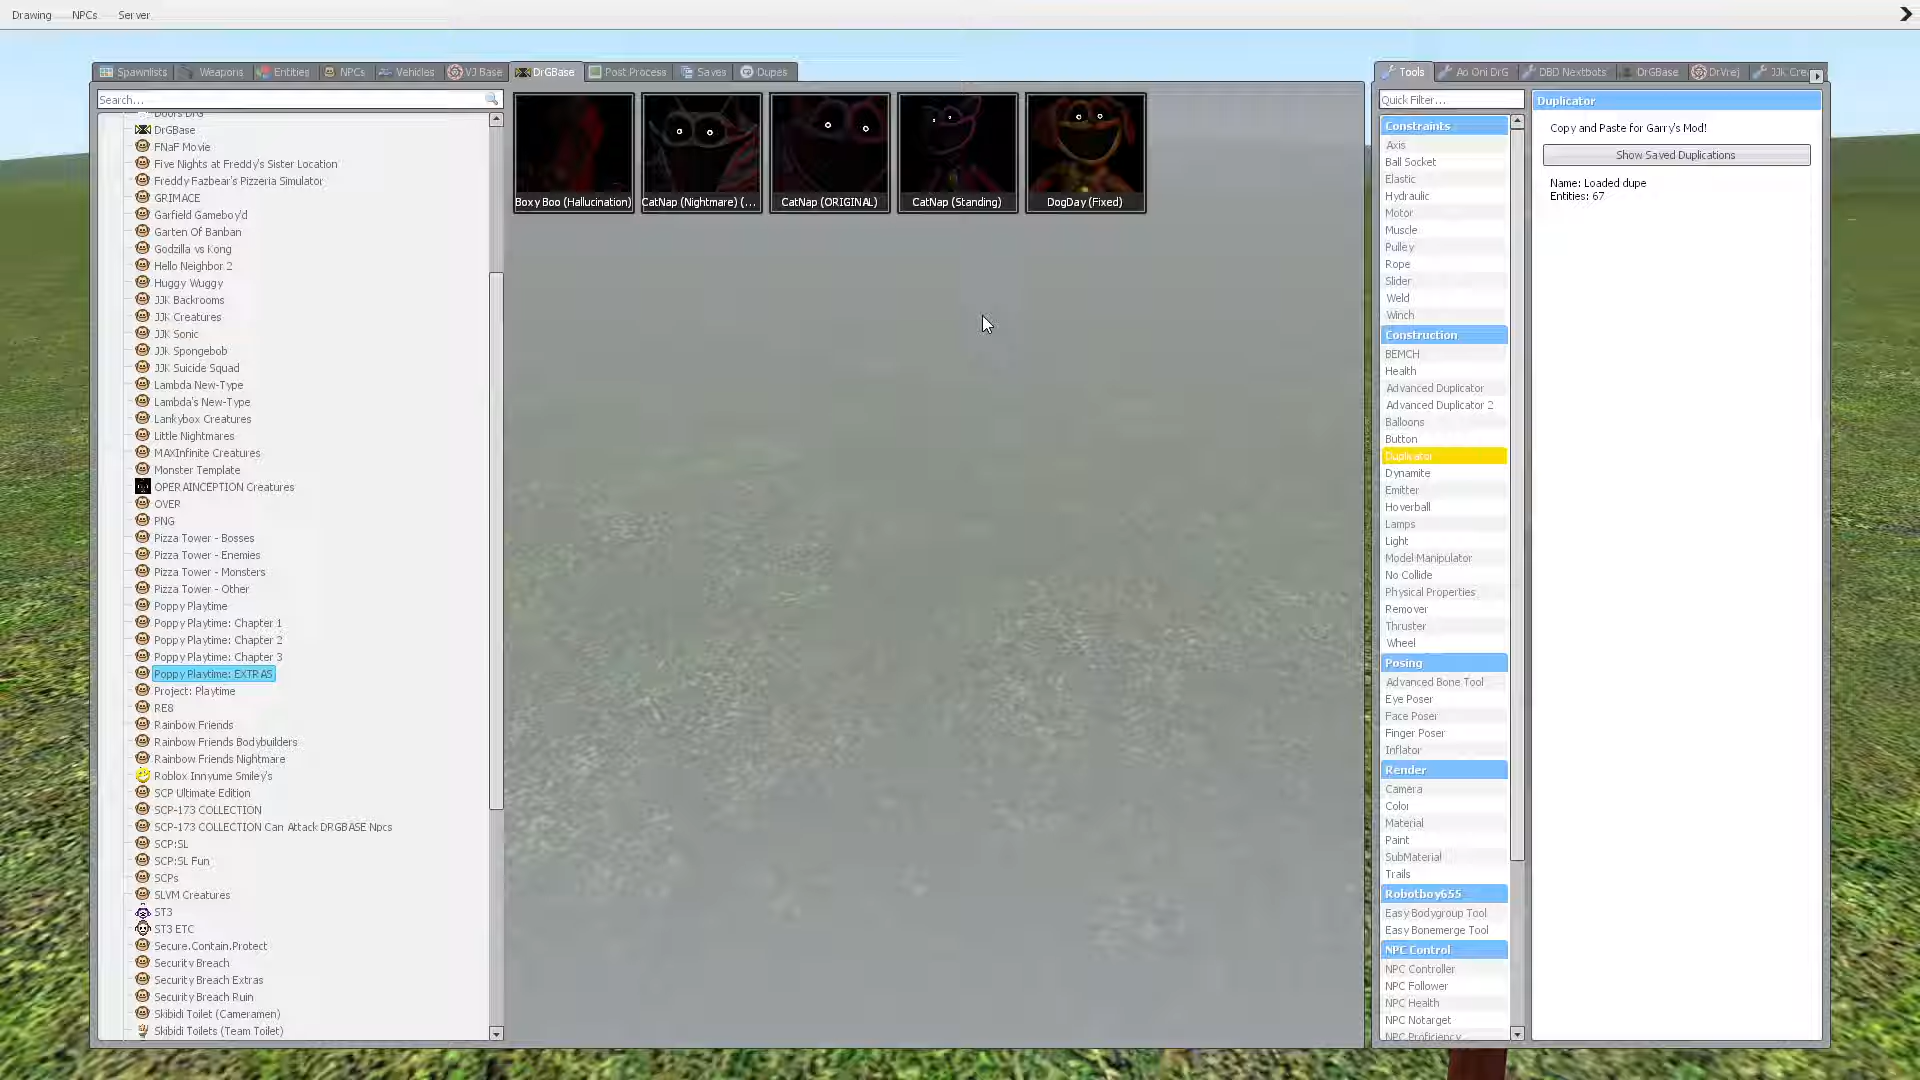 Drawing NPCs Server
Spawnlists Weapons Entities NPCs Vehicles VJ Base DrGBase Post Process Saves Dupes
Search...
DrGBase
FNaF Movie
Five Nights at Freddy's Sister Location
Freddy Fazbear's Pizzeria Simulator
GRIMACE
Garfield Gameboy'd
Garten Of Banban
Godzilla vs Kong
Hello Neighbor 2
Huggy Wuggy
JJK Backrooms
JJK Creatures
JJK Sonic
JJK Spongebob
JJK Suicide Squad
Lambda New-Type
Lambda's New-Type
Lankybox Creatures
Little Nightmares
MAXInfinite Creatures
Monster Template
OPERAINCEPTION Creatures
OVER
PNG
Pizza Tower - Bosses
Pizza Tower - Enemies
Pizza Tower - Monsters
Pizza Tower - Other
Poppy Playtime
Poppy Playtime: Chapter 1
Poppy Playtime: Chapter 2
Poppy Playtime: Chapter 3
Poppy Playtime: EXTRAS
Project: Playtime
RE8
Rainbow Friends
Rainbow Friends Bodybuilders
Rainbow Friends Nightmare
Roblox Innyume Smiley's
SCP Ultimate Edition
SCP-173 COLLECTION
SCP-173 COLLECTION Can Attack DRGBASE Npcs
SCP:SL
SCP:SL Fun
SCPs
SLVM Creatures
ST3
ST3 ETC
Secure.Contain.Protect
Security Breach
Security Breach Extras
Security Breach Ruin
Skibidi Toilet (Cameramen)
Skibidi Toilets (Team Toilet)
Boxy Boo (Hallucination) CatNap (Nightmare) (... CatNap (ORIGINAL) CatNap (Standing) DogDay (Fixed)
Tools Ao Oni DrG DBD Nextbots DrGBase DrVrej JJK Cre
Quick Filter...
Constraints
Axis
Ball Socket
Elastic
Hydraulic
Motor
Muscle
Pulley
Rope
Slider
Weld
Winch
Construction
BEMCH
Health
Advanced Duplicator
Advanced Duplicator 2
Balloons
Button
Duplicator
Dynamite
Emitter
Hoverball
Lamps
Light
Model Manipulator
No Collide
Physical Properties
Remover
Thruster
Wheel
Posing
Advanced Bone Tool
Eye Poser
Face Poser
Finger Poser
Inflator
Render
Camera
Color
Material
Paint
SubMaterial
Trails
Robotboy655
Easy Bodygroup Tool
Easy Bonemerge Tool
NPC Control
NPC Controller
NPC Follower
NPC Health
NPC Notarget
NPC Proficiency
Duplicator
Copy and Paste for Garry's Mod!
Show Saved Duplications
Name: Loaded dupe
Entities: 67